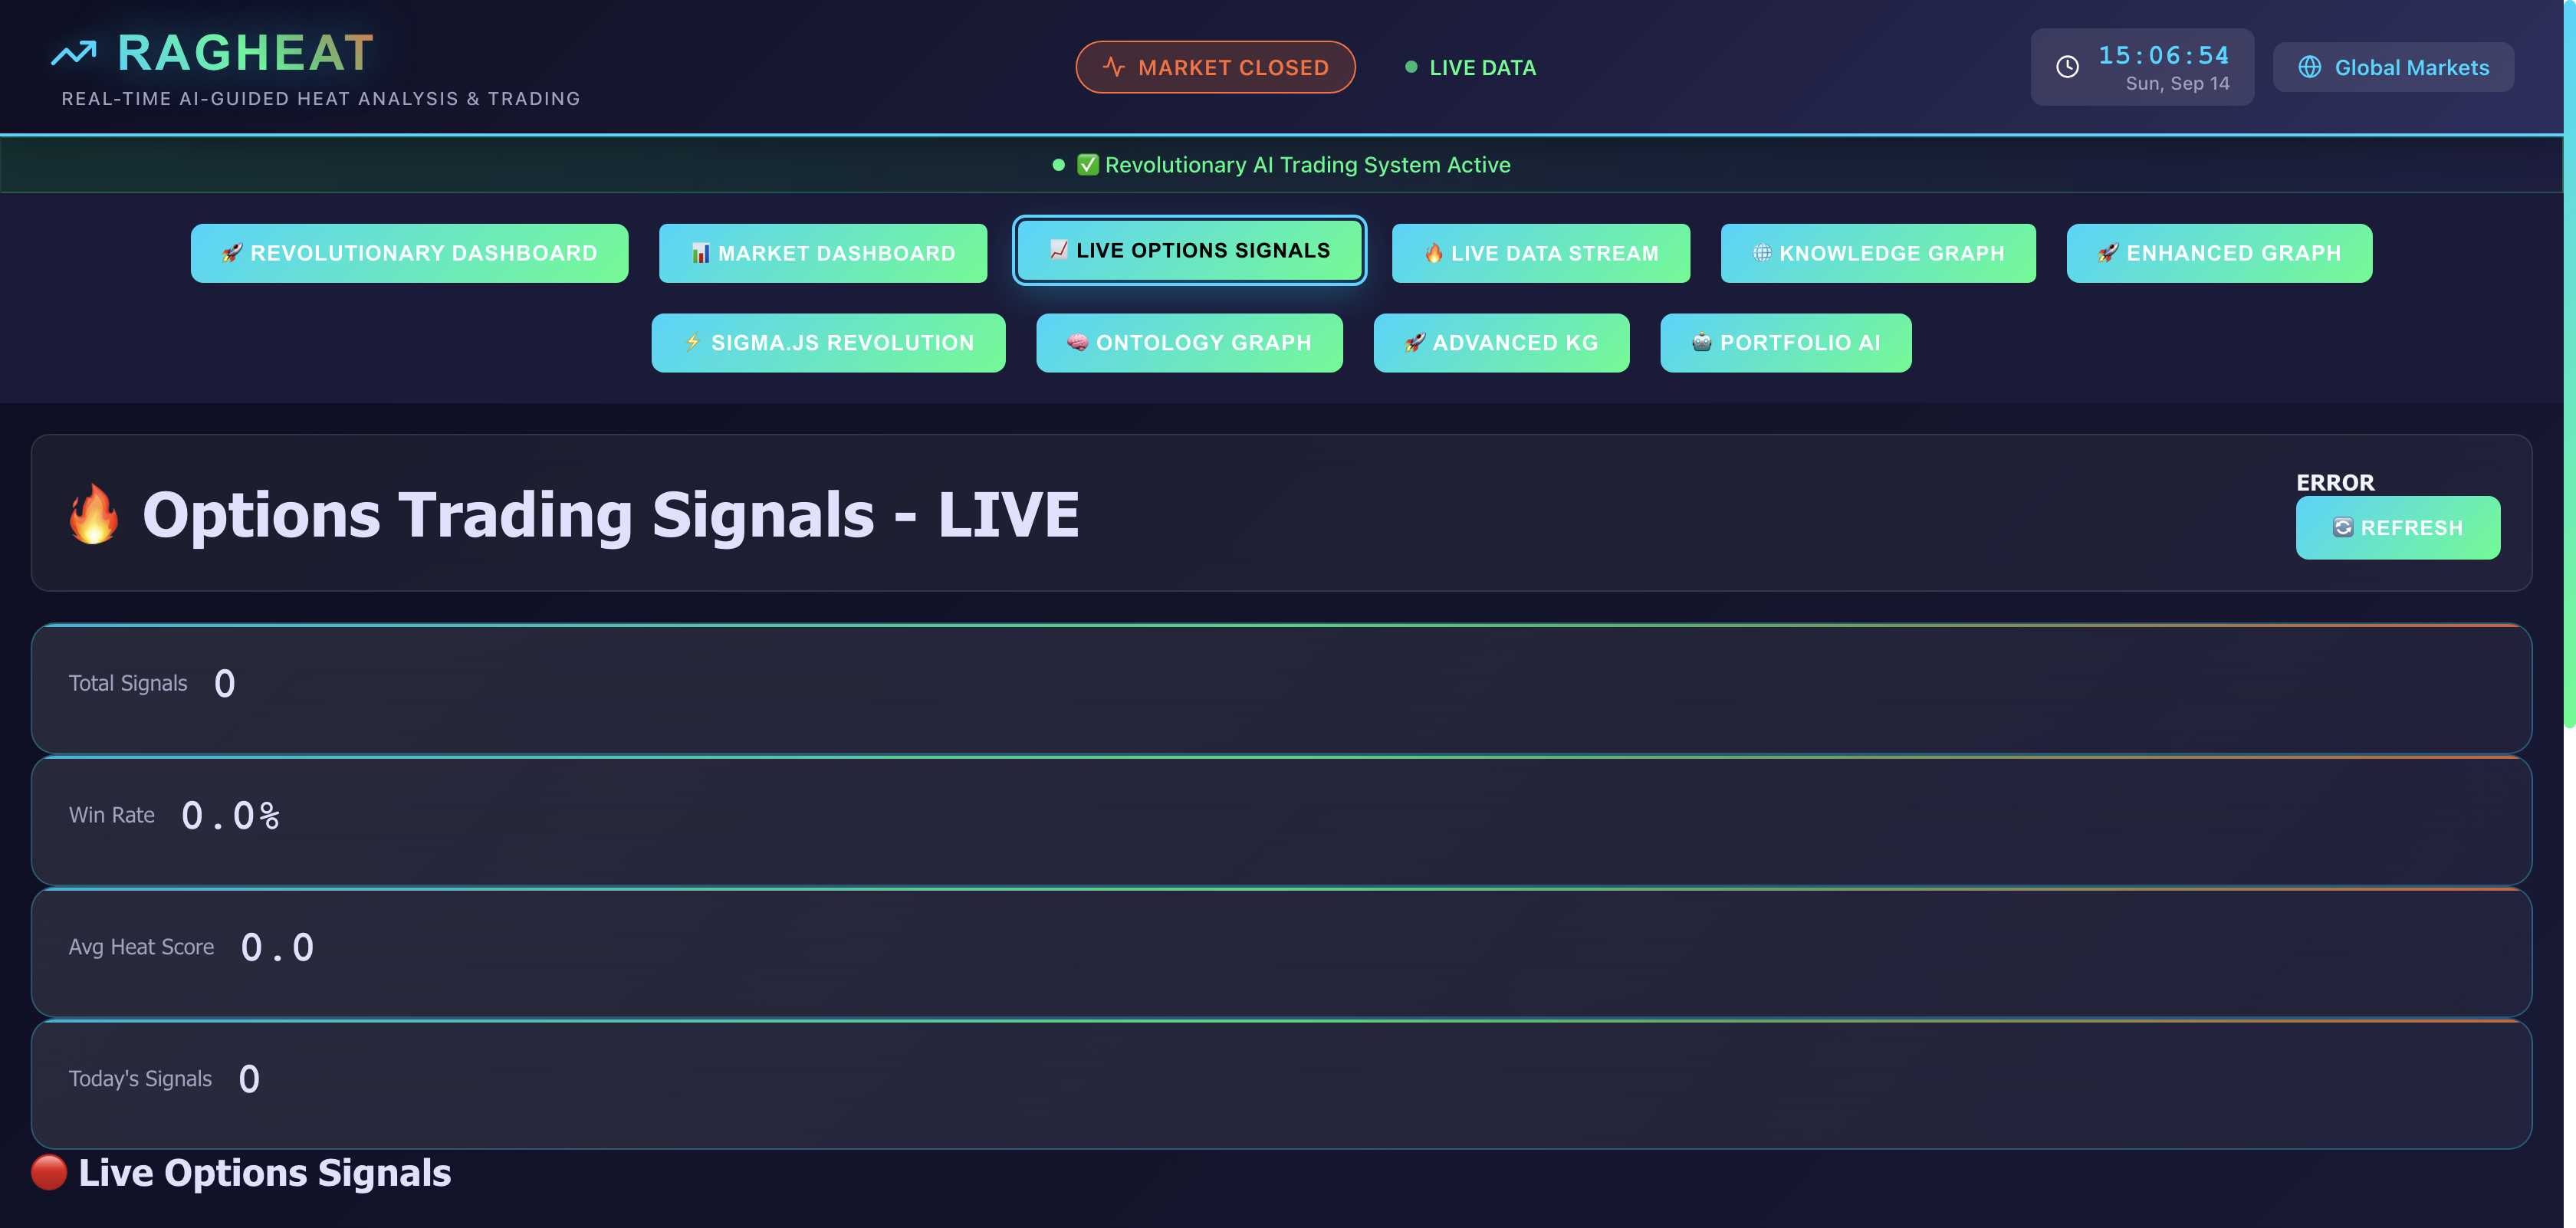 RAGHEAT
REAL-TIME AI-GUIDED HEAT ANALYSIS & TRADING
MARKET CLOSED
LIVE DATA
15:06:54
Sun, Sep 14
Global Markets
✅ Revolutionary AI Trading System Active
🚀 REVOLUTIONARY DASHBOARD
📊 MARKET DASHBOARD
📈 LIVE OPTIONS SIGNALS
🔥 LIVE DATA STREAM
🌐 KNOWLEDGE GRAPH
🚀 ENHANCED GRAPH
⚡ SIGMA.JS REVOLUTION
🧠 ONTOLOGY GRAPH
🚀 ADVANCED KG
🤖 PORTFOLIO AI
🔥 Options Trading Signals - LIVE
ERROR
🔄 REFRESH
Total Signals 0
Win Rate 0.0%
Avg Heat Score 0.0
Today's Signals 0
🔴 Live Options Signals